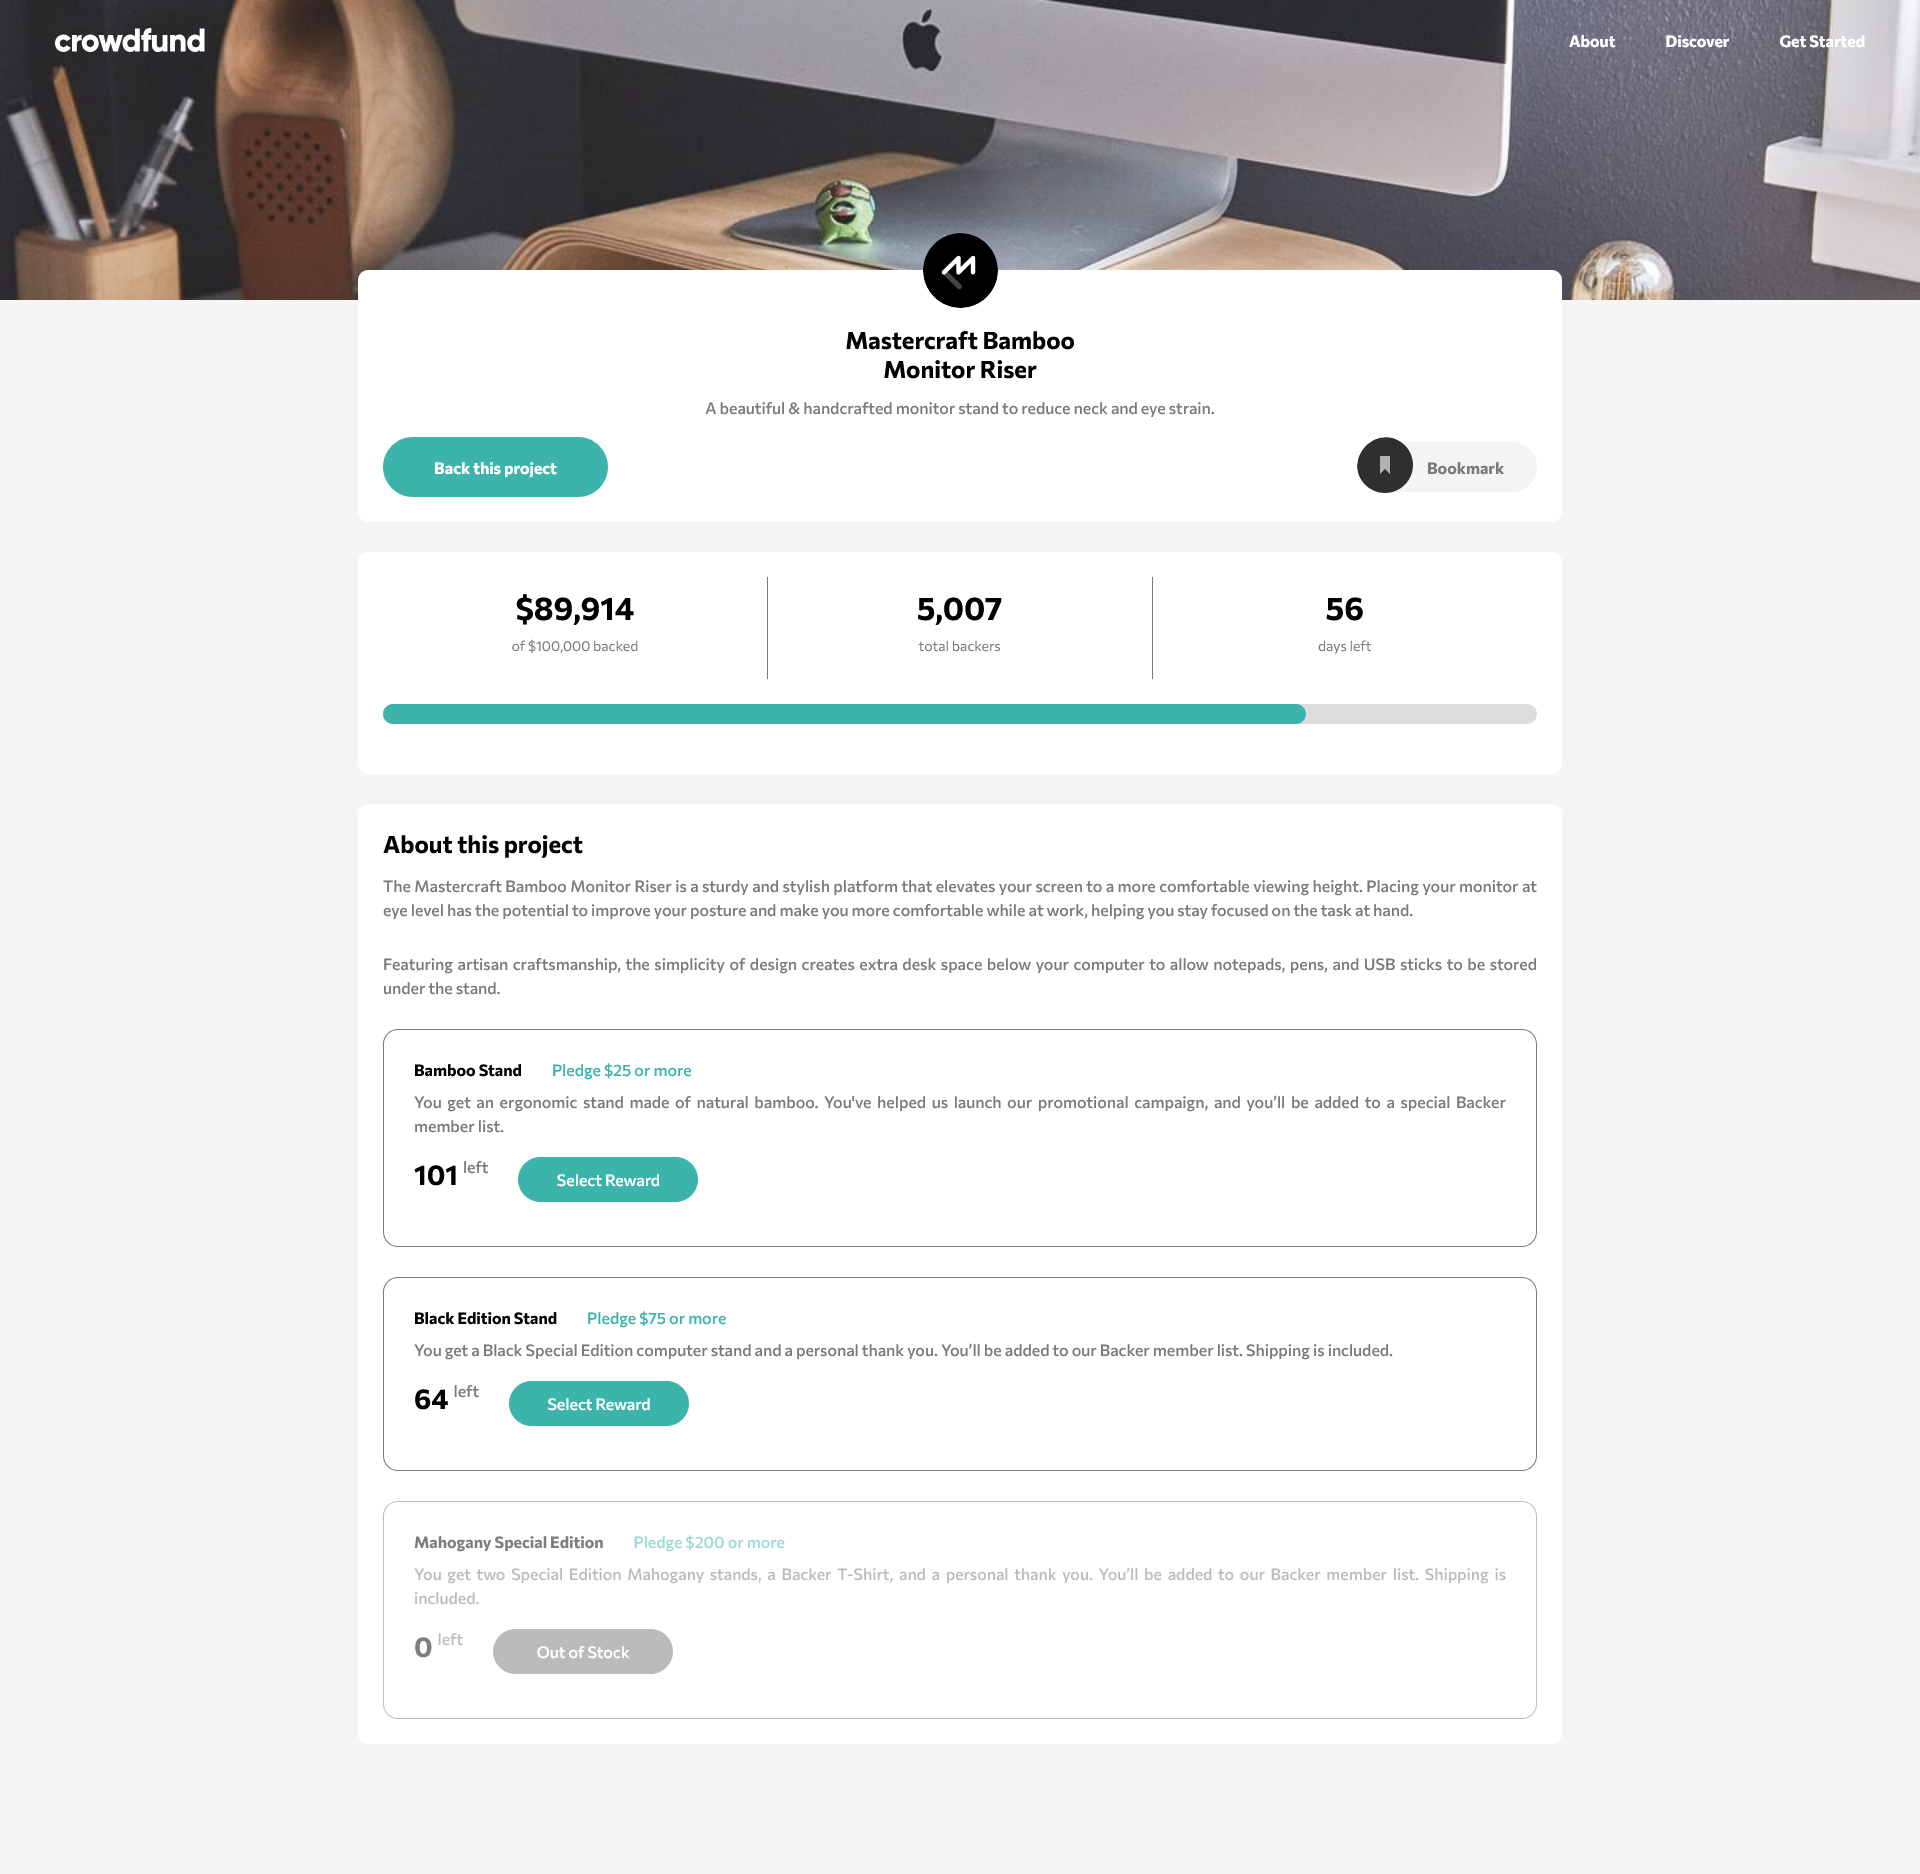 crowdfund
About
Discover
Get Started
Mastercraft Bamboo
Monitor Riser
A beautiful & handcrafted monitor stand to reduce neck and eye strain.
Back this project
Bookmark
$89,914
of $100,000 backed
5,007
total backers
56
days left
About this project
The Mastercraft Bamboo Monitor Riser is a sturdy and stylish platform that elevates your screen to a more comfortable viewing height. Placing your monitor at
eye level has the potential to improve your posture and make you more comfortable while at work, helping you stay focused on the task at hand.
Featuring artisan craftsmanship, the simplicity of design creates extra desk space below your computer to allow notepads, pens, and USB sticks to be stored
under the stand.
Bamboo Stand
Pledge $25 or more
You get an ergonomic stand made of natural bamboo. You've helped us launch our promotional campaign, and you’ll be added to a special Backer
member list.
101 left
Select Reward
Black Edition Stand
Pledge $75 or more
You get a Black Special Edition computer stand and a personal thank you. You’ll be added to our Backer member list. Shipping is included.
64 left
Select Reward
Mahogany Special Edition
Pledge $200 or more
You get two Special Edition Mahogany stands, a Backer T-Shirt, and a personal thank you. You’ll be added to our Backer member list. Shipping is
included.
0 left
Out of Stock